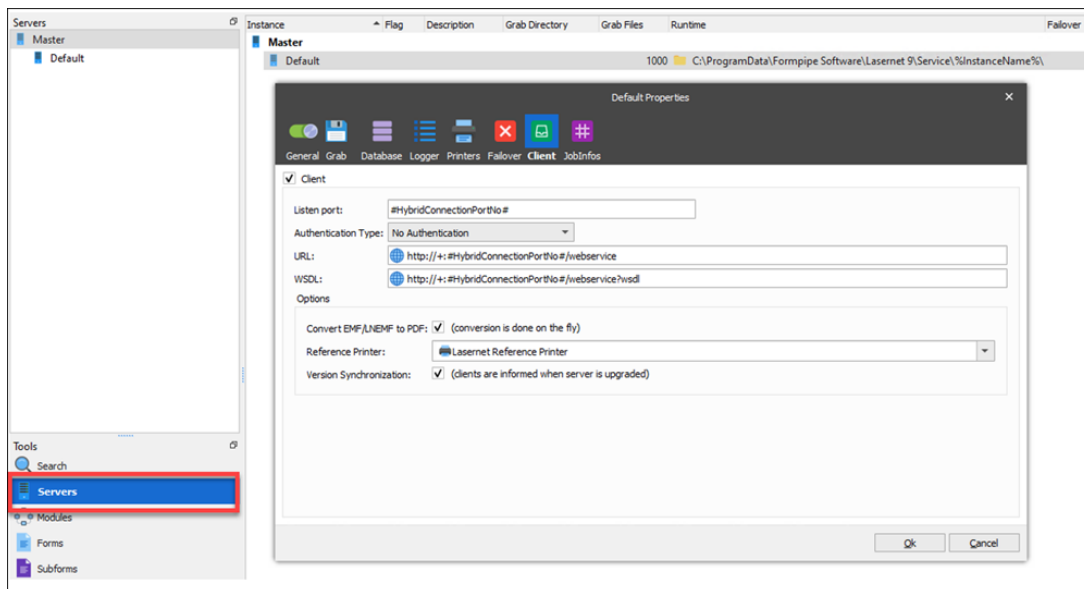 Servers
Master
Default
Instance Flag Description Grab Directory Grab Files Runtime Failover
Master
Default 1000 C:\ProgramData\Formpipe Software\Lasernet 9\Service\%InstanceName%\
Default Properties
General Grab Database Logger Printers Failover Client JobInfos
Client
Listen port: #HybridConnectionPortNo#
Authentication Type: No Authentication
URL: http://+:#HybridConnectionPortNo#/webservice
WSDL: http://+:#HybridConnectionPortNo#/webservice?wsdl
Options
Convert EMF/LNEMF to PDF: (conversion is done on the fly)
Reference Printer: Lasernet Reference Printer
Version Synchronization: (clients are informed when server is upgraded)
Ok Cancel
Tools
Search
Servers
Modules
Forms
Subforms